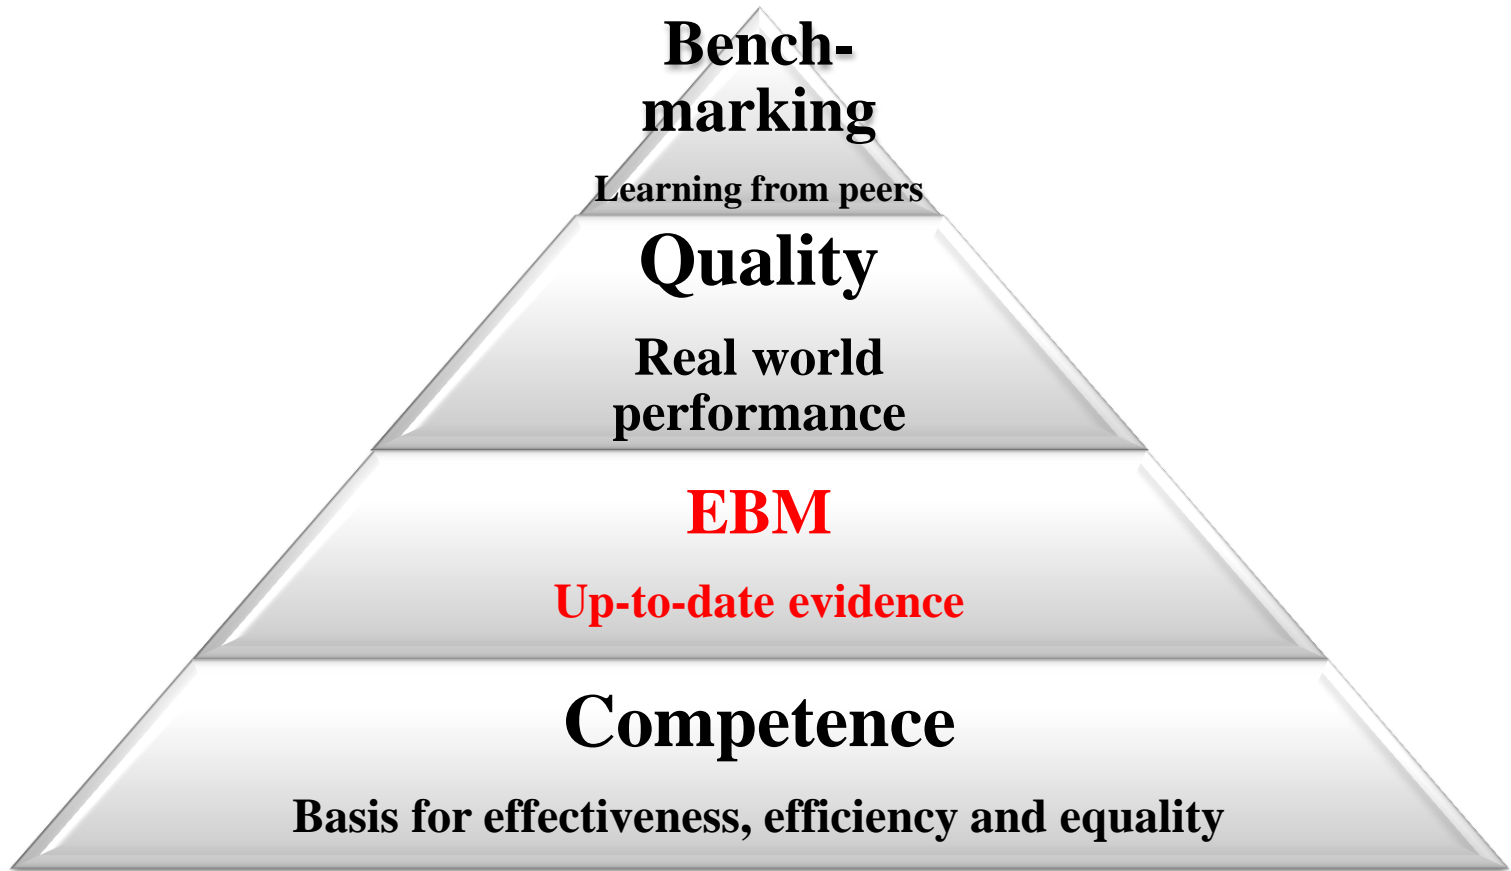 Bench-
marking
Learning from peers
Quality
Real world
performance
EBM
Up-to-date evidence
Competence
Basis for effectiveness, efficiency and equality